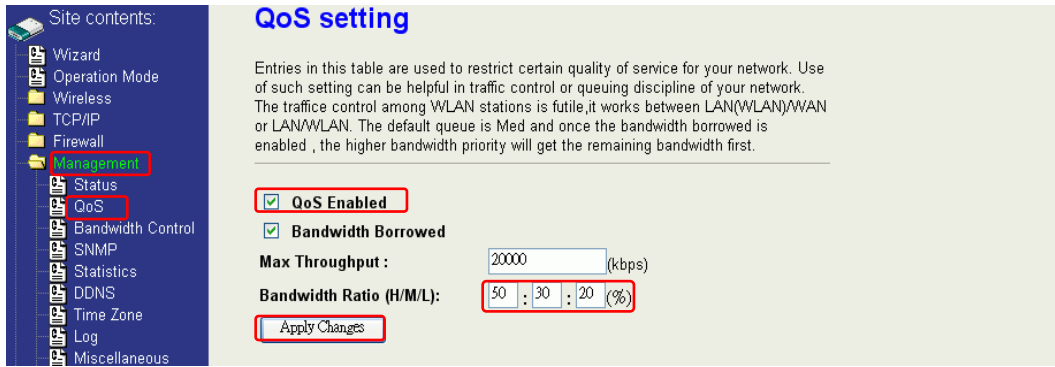 Site contents:
Wizard
Operation Mode
Wireless
TCP/IP
Firewall
Management
Status
QoS
Bandwidth Control
SNMP
Statistics
DDNS
Time Zone
Log
Miscellaneous
QoS setting
Entries in this table are used to restrict certain quality of service for your network. Use
of such setting can be helpful in traffic control or queuing discipline of your network.
The traffice control among WLAN stations is futile,it works between LAN(WLAN)/WAN
or LAN/WLAN. The default queue is Med and once the bandwidth borrowed is
enabled , the higher bandwidth priority will get the remaining bandwidth first.
QoS Enabled
Bandwidth Borrowed
Max Throughput : 20000 (kbps)
Bandwidth Ratio (H/M/L): 50 : 30 : 20 (%)
Apply Changes